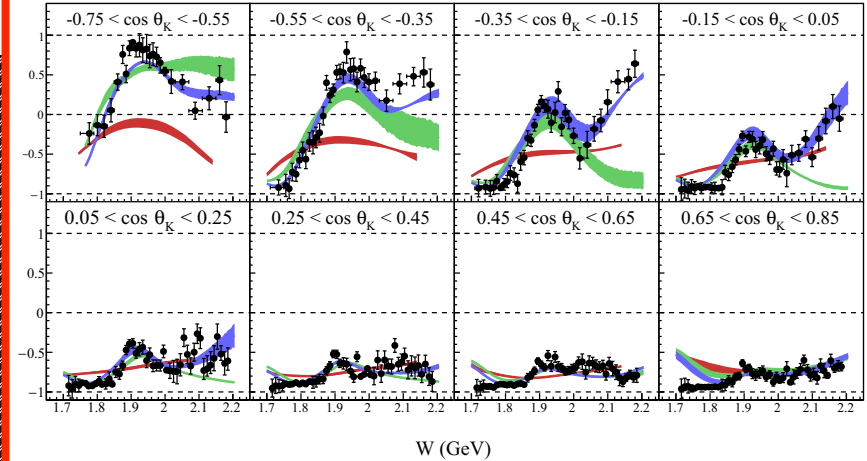 -0.75 < cos θK < -0.55
-0.55 < cos θK < -0.35
-0.35 < cos θK < -0.15
-0.15 < cos θK < 0.05
1
0.5
0
−0.5
−1
0.05 < cos θK < 0.25
0.25 < cos θK < 0.45
0.45 < cos θK < 0.65
0.65 < cos θK < 0.85
1
0.5
0
−0.5
−1
1.7 1.8 1.9 2 2.1 2.2 1.7 1.8 1.9 2 2.1 2.2 1.7 1.8 1.9 2 2.1 2.2 1.7 1.8 1.9 2 2.1 2.2
W (GeV)